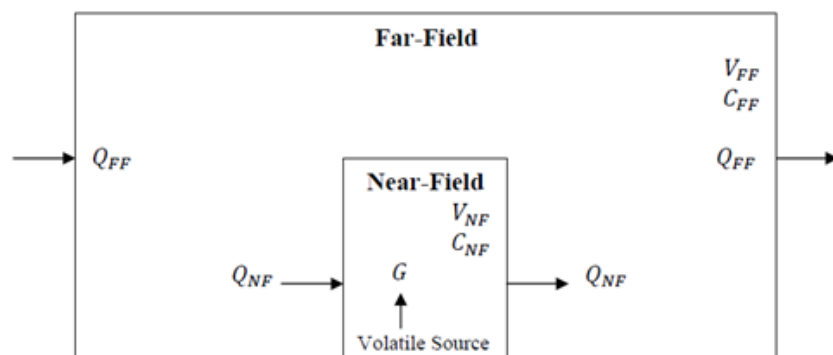 Far-Field
V_FF
C_FF
Q_FF
Q_FF
Near-Field
V_NF
C_NF
Q_NF
G
Q_NF
Volatile Source